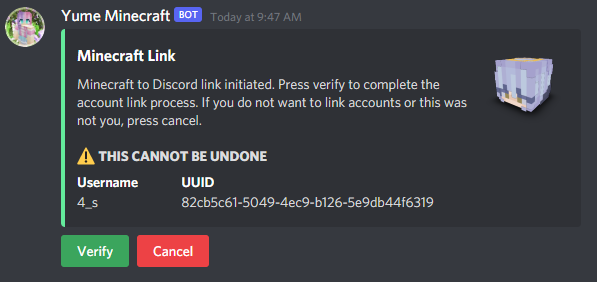 Yume Minecraft BOT Today at 9:47 AM
Minecraft Link
Minecraft to Discord link initiated. Press verify to complete the
account link process. If you do not want to link accounts or this was
not you, press cancel.
⚠️ THIS CANNOT BE UNDONE
Username UUID
4_s 82cb5c61-5049-4ec9-b126-5e9db44f6319
Verify Cancel